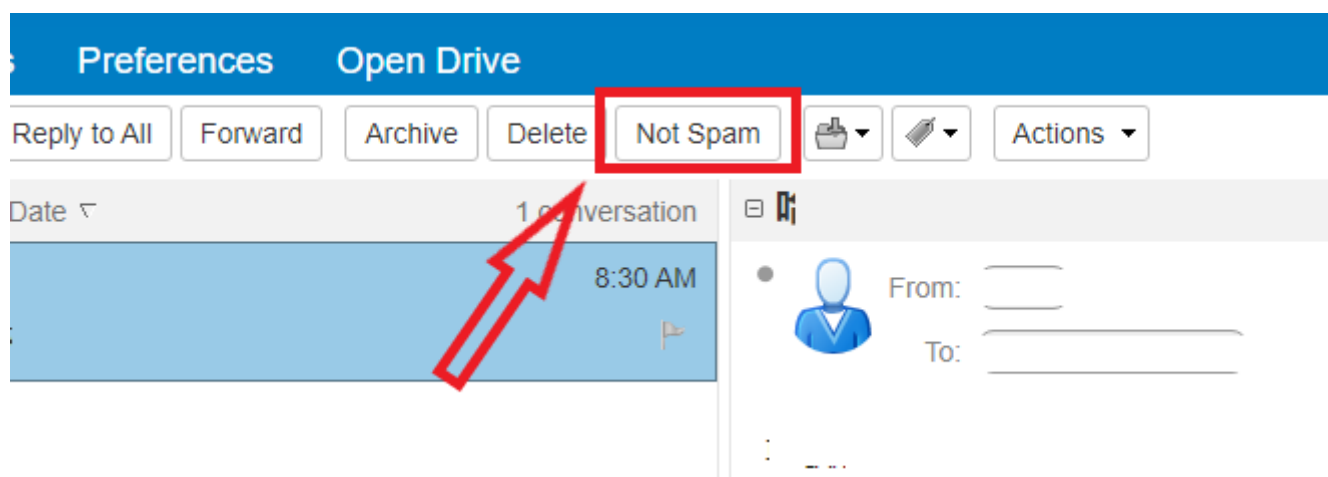 Preferences Open Drive
Reply to All Forward Archive Delete Not Spam Actions
Date 1 conversation
8:30 AM
From:
To: